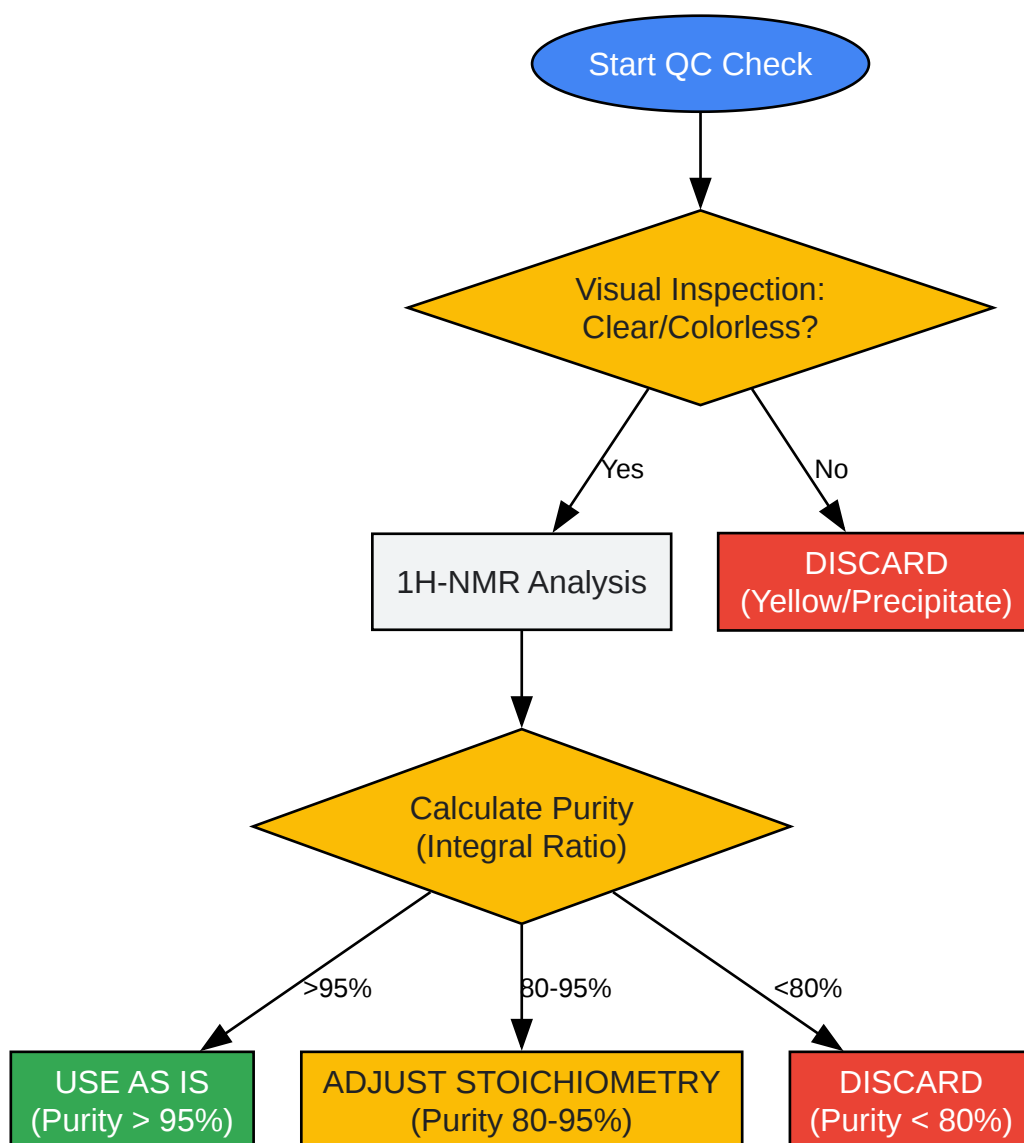 Start QC Check
Visual Inspection:
Clear/Colorless?
Yes
No
1H-NMR Analysis
DISCARD
(Yellow/Precipitate)
Calculate Purity
(Integral Ratio)
>95%
80-95%
<80%
USE AS IS
(Purity > 95%)
ADJUST STOICHIOMETRY
(Purity 80-95%)
DISCARD
(Purity < 80%)